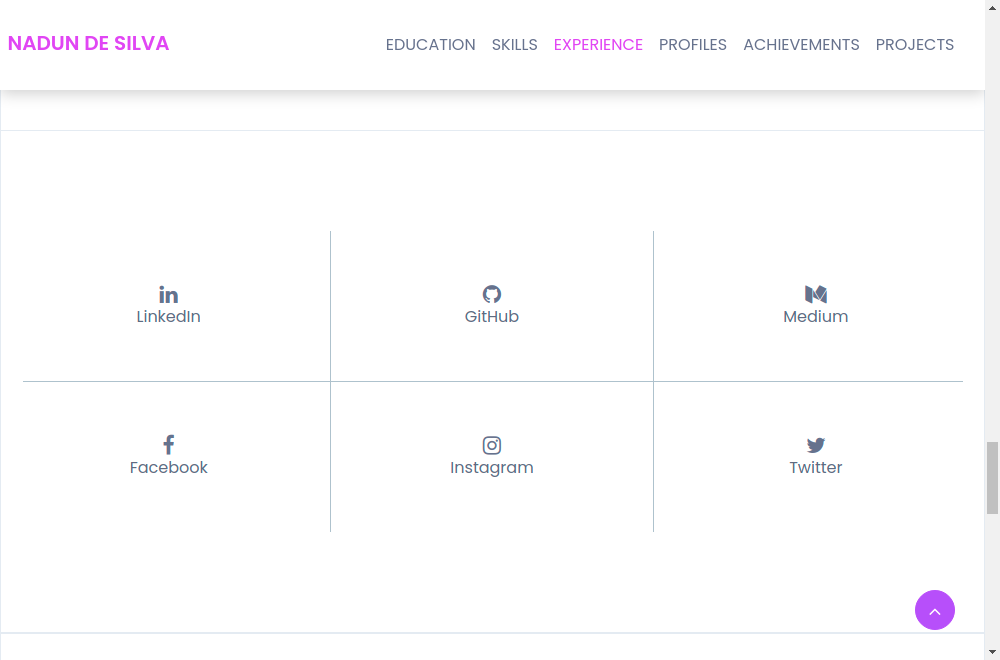 NADUN DE SILVA
EDUCATION SKILLS EXPERIENCE PROFILES ACHIEVEMENTS PROJECTS
LinkedIn GitHub Medium
Facebook Instagram Twitter